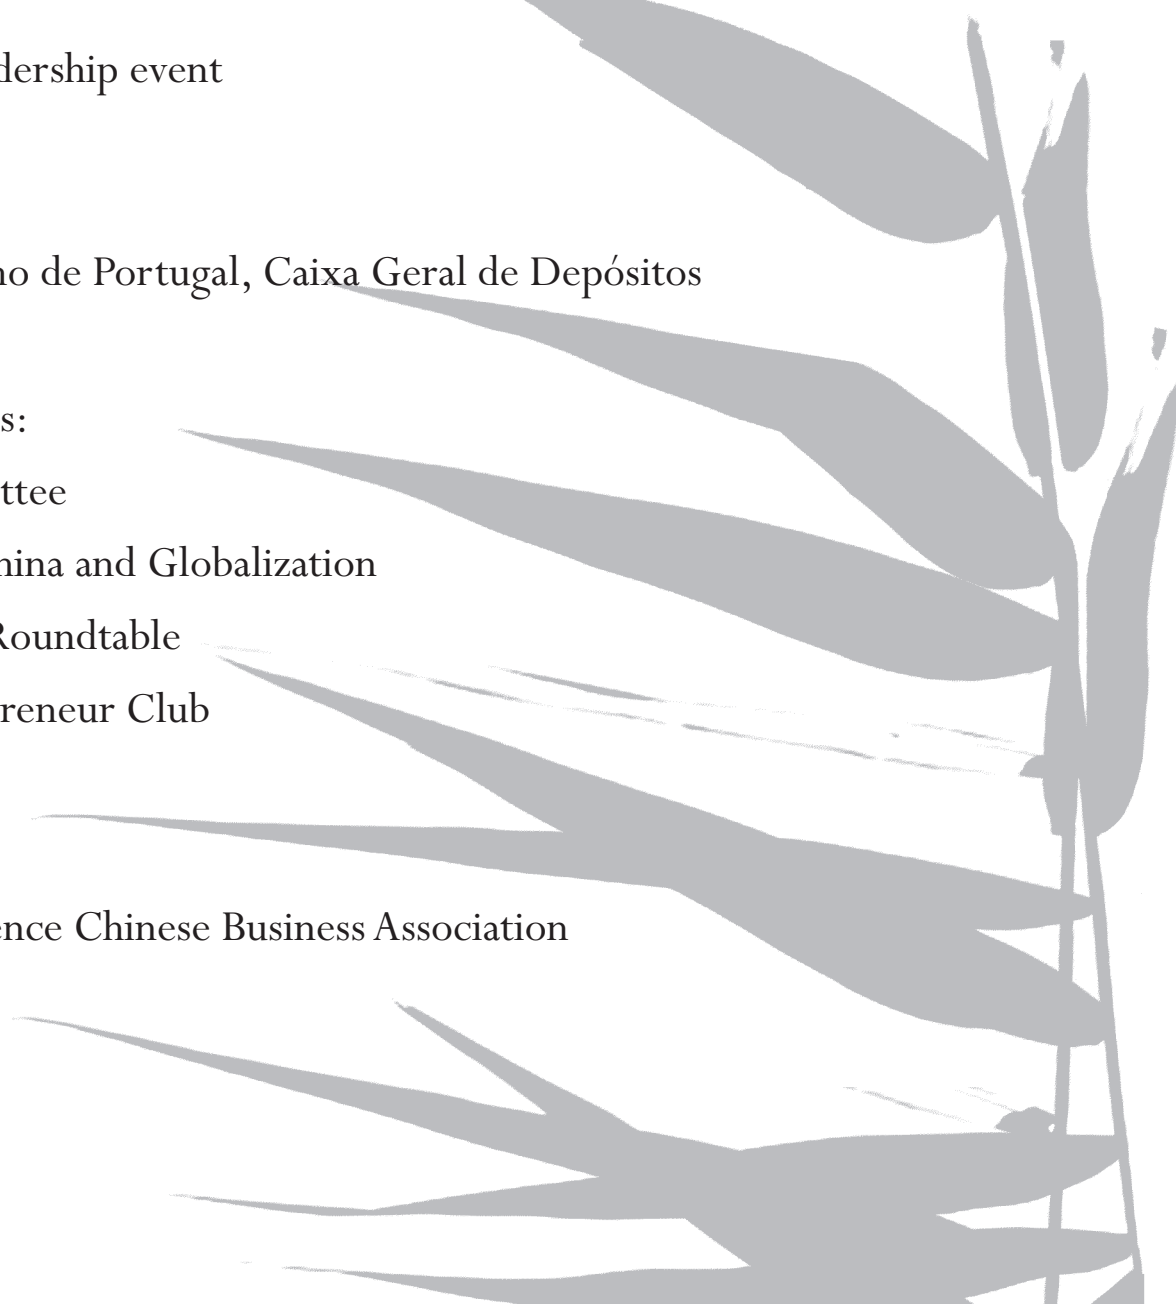 dership event
no de Portugal, Caixa Geral de Depósitos
s:
ttee
hina and Globalization
Roundtable
reneur Club
ence Chinese Business Association